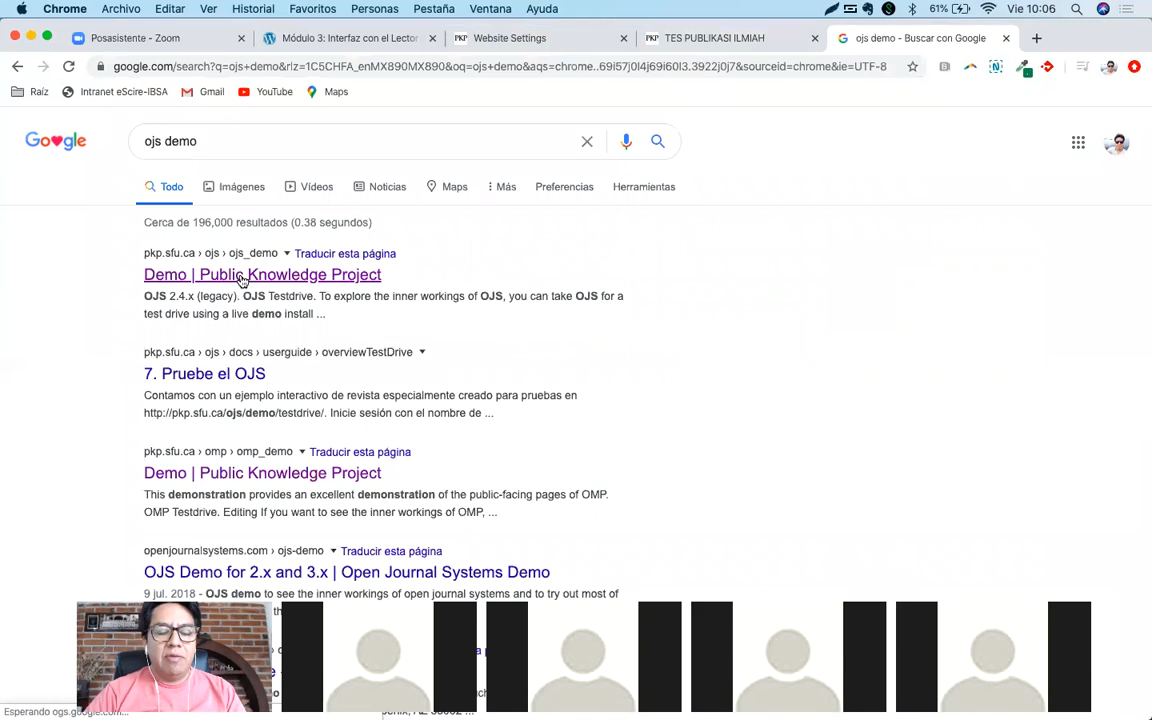 Chrome Archivo Editar Ver Historial Favoritos Personas Pestaña Ventana Ayuda 61% Vie 10:06
Posasistente - Zoom Módulo 3: Interfaz con el Lector PKP Website Settings PKP TES PUBLIKASI ILMIAH ojs demo - Buscar con Google
google.com/search?q=ojs+demo&rlz=1C5CHFA_enMX890MX890&oq=ojs+demo&aqs=chrome..69i57j0l4j69i60l3.3922j0j7&sourceid=chrome&ie=UTF-8
Raíz Intranet eScire-IBSA Gmail YouTube Maps
ojs demo
Todo Imágenes Vídeos Noticias Maps Más Preferencias Herramientas
Cerca de 196,000 resultados (0.38 segundos)
pkp.sfu.ca › ojs › ojs_demo Traducir esta página
Demo | Public Knowledge Project
OJS 2.4.x (legacy). OJS Testdrive. To explore the inner workings of OJS, you can take OJS for a
test drive using a live demo install ...
pkp.sfu.ca › ojs › docs › userguide › overviewTestDrive
7. Pruebe el OJS
Contamos con un ejemplo interactivo de revista especialmente creado para pruebas en
http://pkp.sfu.ca/ojs/demo/testdrive/. Inicie sesión con el nombre de ...
pkp.sfu.ca › omp › omp_demo Traducir esta página
Demo | Public Knowledge Project
This demonstration provides an excellent demonstration of the public-facing pages of OMP.
OMP Testdrive. Editing If you want to see the inner workings of OMP, ...
openjournalsystems.com › ojs-demo Traducir esta página
OJS Demo for 2.x and 3.x | Open Journal Systems Demo
9 jul. 2018 - OJS demo to see the inner workings of open journal systems and to try out most of
Esperando ogs.google.com...